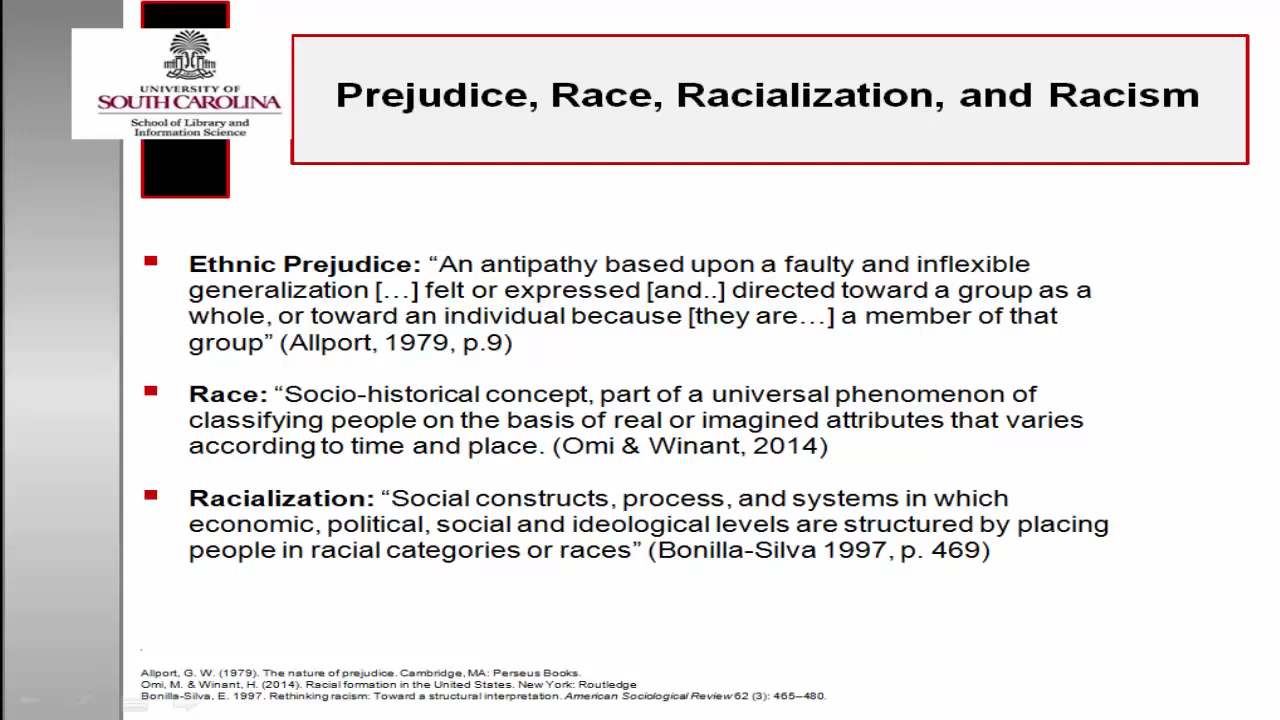 UNIVERSITY OF
SOUTH CAROLINA
School of Library and
Information Science
Prejudice, Race, Racialization, and Racism
Ethnic Prejudice: “An antipathy based upon a faulty and inflexible
generalization […] felt or expressed [and..] directed toward a group as a
whole, or toward an individual because [they are…] a member of that
group” (Allport, 1979, p.9)
Race: “Socio-historical concept, part of a universal phenomenon of
classifying people on the basis of real or imagined attributes that varies
according to time and place. (Omi & Winant, 2014)
Racialization: “Social constructs, process, and systems in which
economic, political, social and ideological levels are structured by placing
people in racial categories or races” (Bonilla-Silva 1997, p. 469)
.
Allport, G. W. (1979). The nature of prejudice. Cambridge, MA: Perseus Books.
Omi, M. & Winant, H. (2014). Racial formation in the United States. New York: Routledge
Bonilla-Silva, E. 1997. Rethinking racism: Toward a structural interpretation. American Sociological Review 62 (3): 465–480.